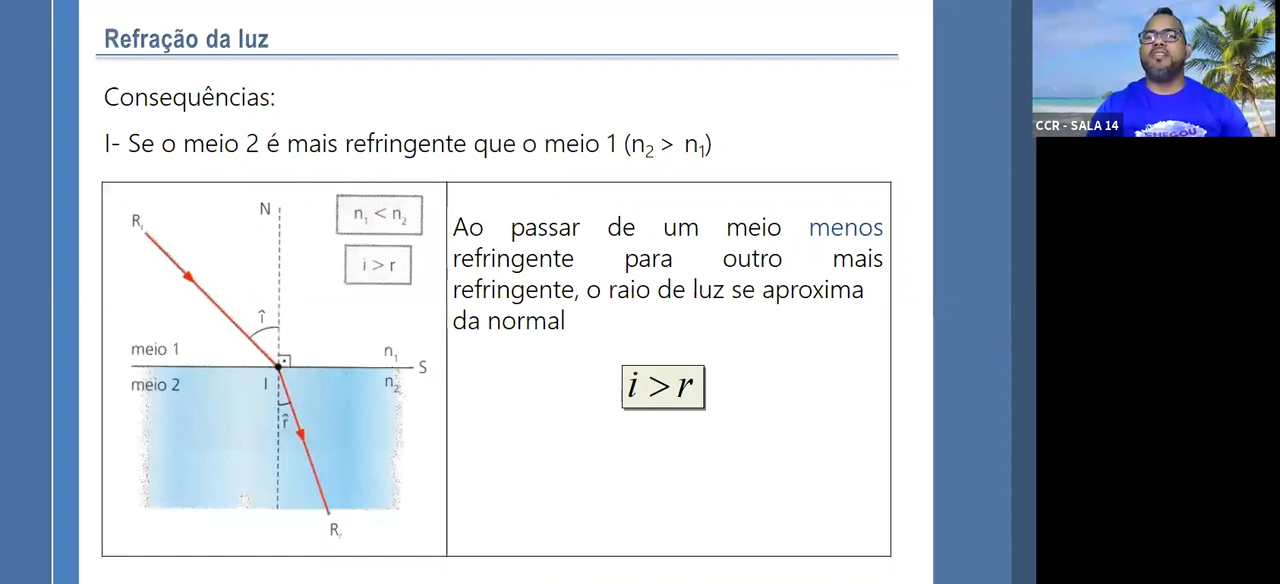 Refração da luz
CCR - SALA 14
CHEGOU
Consequências:
I- Se o meio 2 é mais refringente que o meio 1 (n₂ > n₁)
N
R
n₁ < n₂
i > r
î
meio 1
n₁
S
meio 2
I
n₂
r̂
Rᵣ
Ao passar de um meio menos
refringente para outro mais
refringente, o raio de luz se aproxima
da normal
i > r